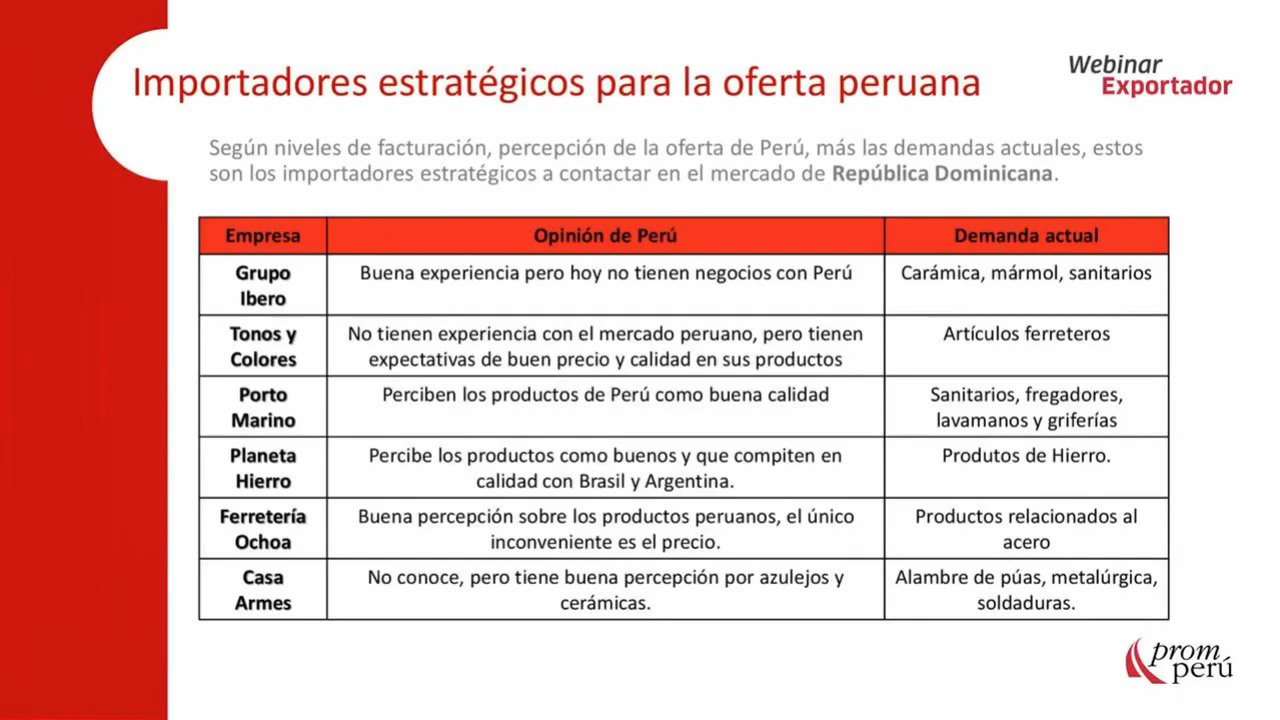 Importadores estratégicos para la oferta peruana
Webinar
Exportador
Según niveles de facturación, percepción de la oferta de Perú, más las demandas actuales, estos
son los importadores estratégicos a contactar en el mercado de República Dominicana.
Empresa
Opinión de Perú
Demanda actual
Grupo
Ibero
Buena experiencia pero hoy no tienen negocios con Perú
Carámica, mármol, sanitarios
Tonos y
Colores
No tienen experiencia con el mercado peruano, pero tienen
expectativas de buen precio y calidad en sus productos
Artículos ferreteros
Porto
Marino
Perciben los productos de Perú como buena calidad
Sanitarios, fregadores,
lavamanos y griferías
Planeta
Hierro
Percibe los productos como buenos y que compiten en
calidad con Brasil y Argentina.
Produtos de Hierro.
Ferretería
Ochoa
Buena percepción sobre los productos peruanos, el único
inconveniente es el precio.
Productos relacionados al
acero
Casa
Armes
No conoce, pero tiene buena percepción por azulejos y
cerámicas.
Alambre de púas, metalúrgica,
soldaduras.
prom
perú